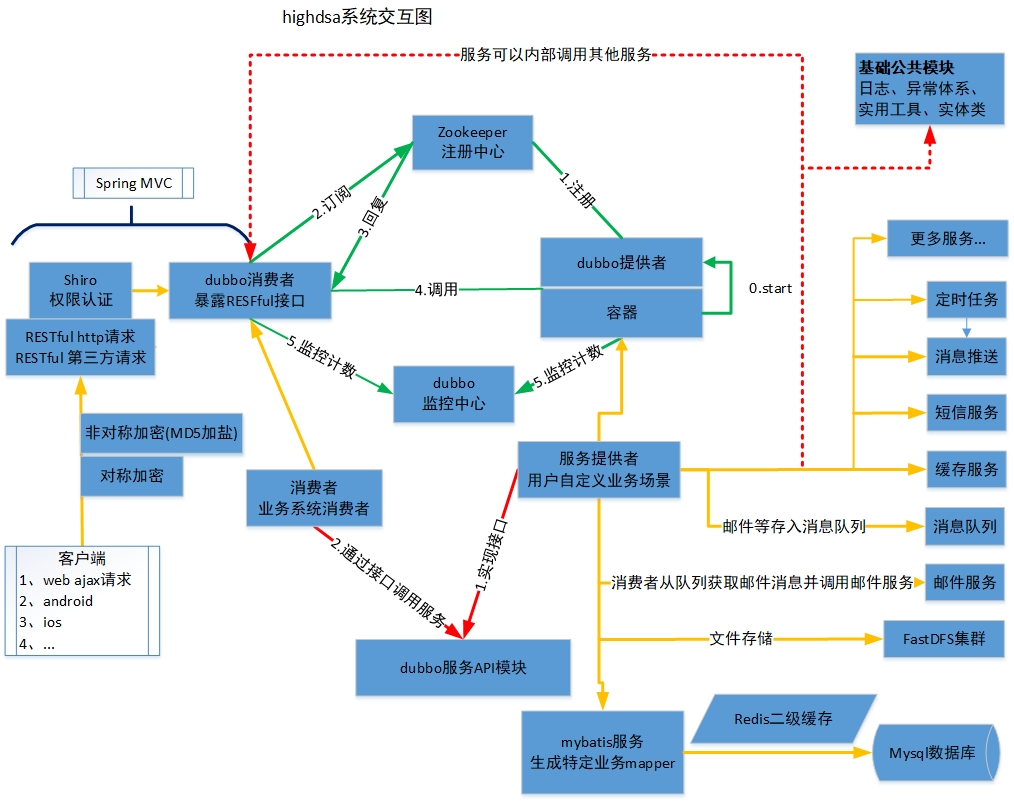 highdsa系统交互图
服务可以内部调用其他服务
基础公共模块
日志、异常体系、
实用工具、实体类
Zookeeper
注册中心
Spring MVC
2.订阅
3.回复
1.注册
更多服务...
Shiro
权限认证
dubbo消费者
暴露RESFful接口
4.调用
dubbo提供者
容器
0.start
定时任务
RESTful http请求
RESTful 第三方请求
5.监控计数
5.监控计数
消息推送
dubbo
监控中心
短信服务
非对称加密(MD5加盐)
对称加密
服务提供者
用户自定义业务场景
缓存服务
消费者
业务系统消费者
邮件等存入消息队列
消息队列
2.通过接口调用服务
1.实现接口
客户端
1、web ajax请求
2、android
3、ios
4、...
消费者从队列获取邮件消息并调用邮件服务
邮件服务
文件存储
FastDFS集群
dubbo服务API模块
Redis二级缓存
mybatis服务
生成特定业务mapper
Mysql数据库